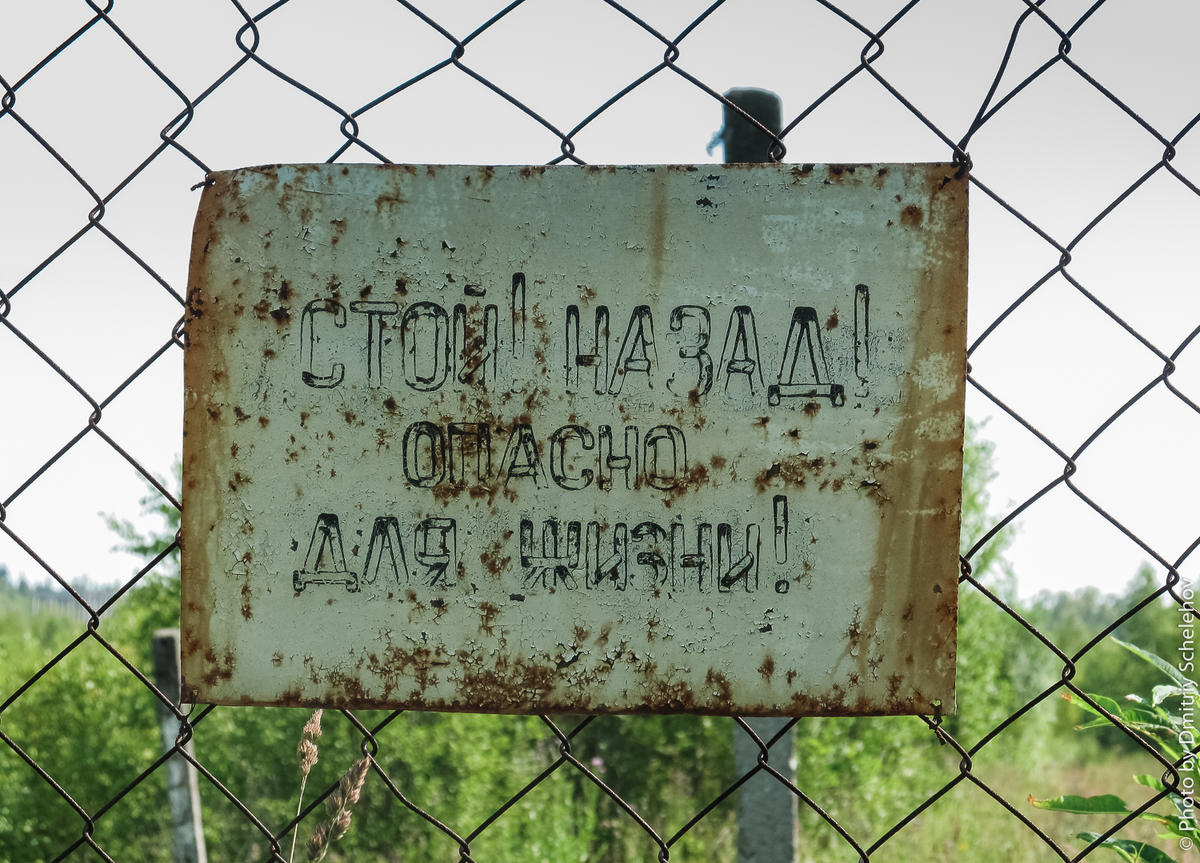 СТОЙ! НАЗАД!
ОПАСНО
ДЛЯ ЖИЗНИ!
© Photo by Dmitriy Schelehov